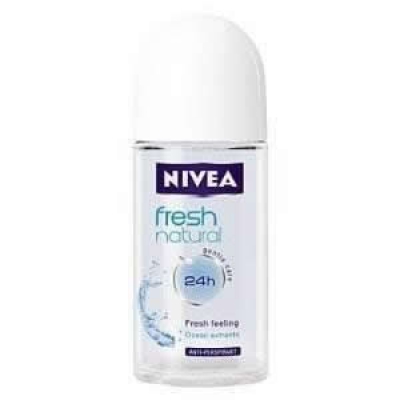 NIVEA
fresh
natural
gentle care
24h
Fresh feeling
Ocean extracts
ANTI-PERSPIRANT